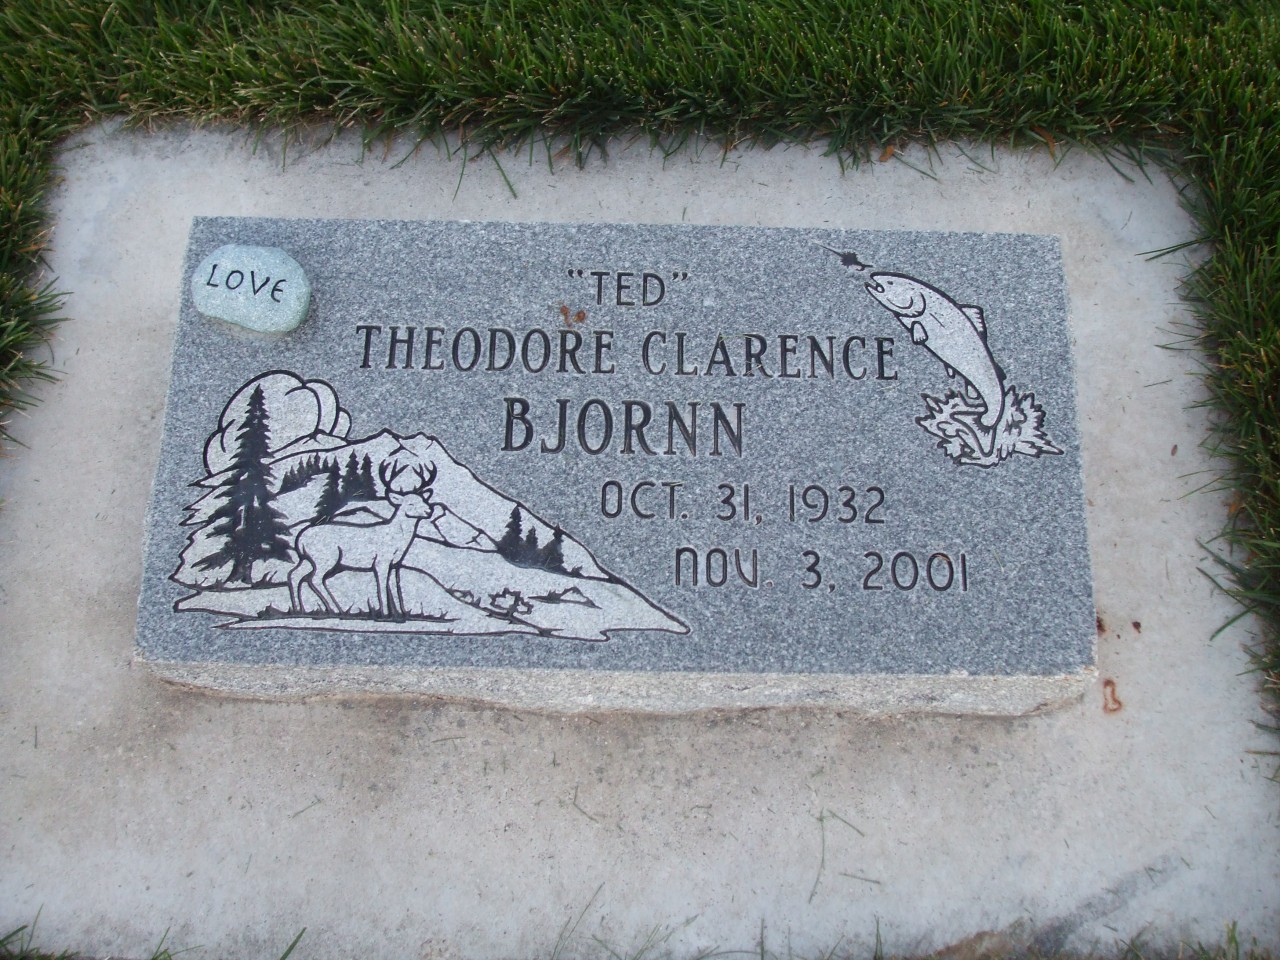 LOVE
"TED"
THEODORE CLARENCE
BJORNN
OCT. 31, 1932
NOV. 3, 2001